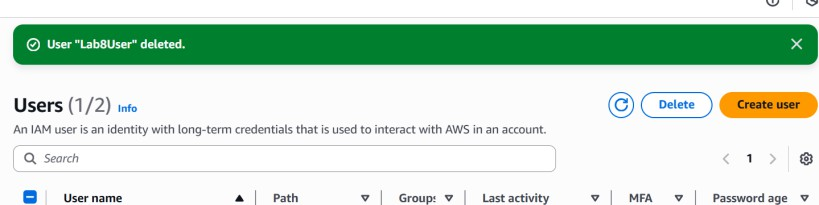 User "Lab8User" deleted.
Users (1/2) Info
Delete
Create user
An IAM user is an identity with long-term credentials that is used to interact with AWS in an account.
Search
1
User name
Path
Group:
Last activity
MFA
Password age